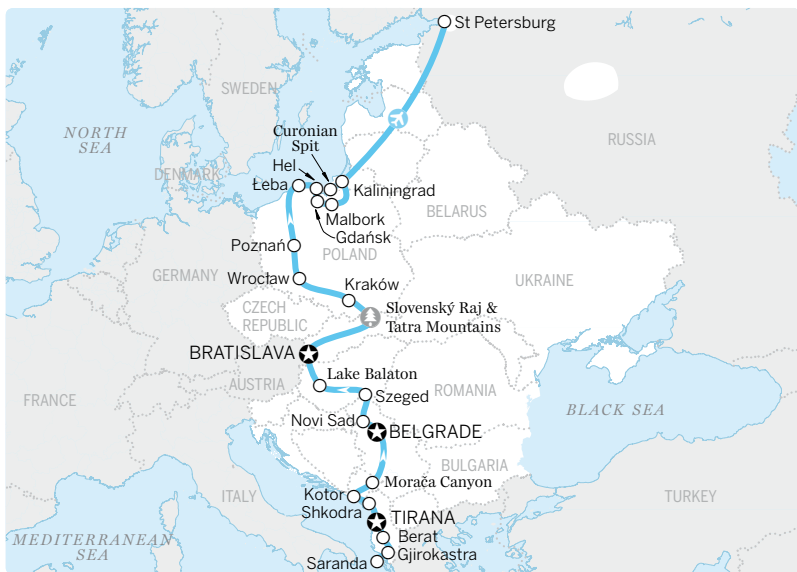 St Petersburg
SWEDEN
NORTH
SEA
Curonian
Spit
RUSSIA
Hel
DENMARK
Łeba
Kaliningrad
Malbork
Gdańsk
BELARUS
Poznań
POLAND
GERMANY
Wrocław
Kraków
UKRAINE
CZECH
REPUBLIC
Slovenský Raj &
Tatra Mountains
BRATISLAVA
Lake Balaton
AUSTRIA
Szeged
ROMANIA
FRANCE
BLACK SEA
Novi Sad
BELGRADE
BULGARIA
Morača Canyon
ITALY
Kotor
Shkodra
TURKEY
TIRANA
MEDITERRANEAN
SEA
Berat
Gjirokastra
Saranda